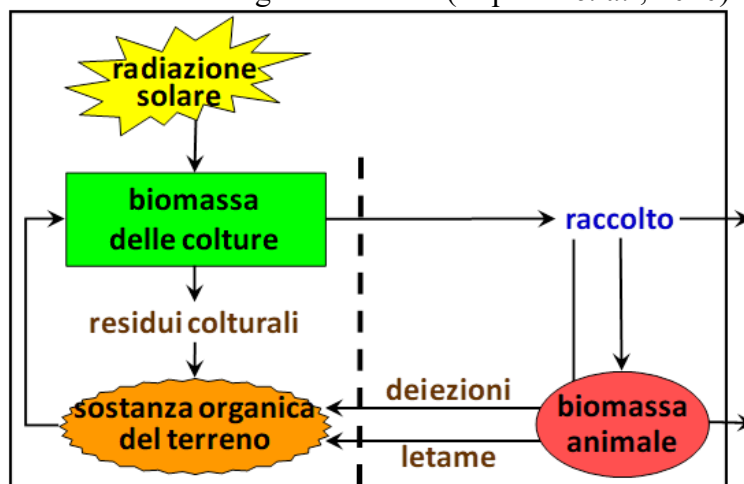 radiazione
solare
biomassa
delle colture
raccolto
residui colturali
deiezioni
sostanza organica
del terreno
biomassa
animale
letame